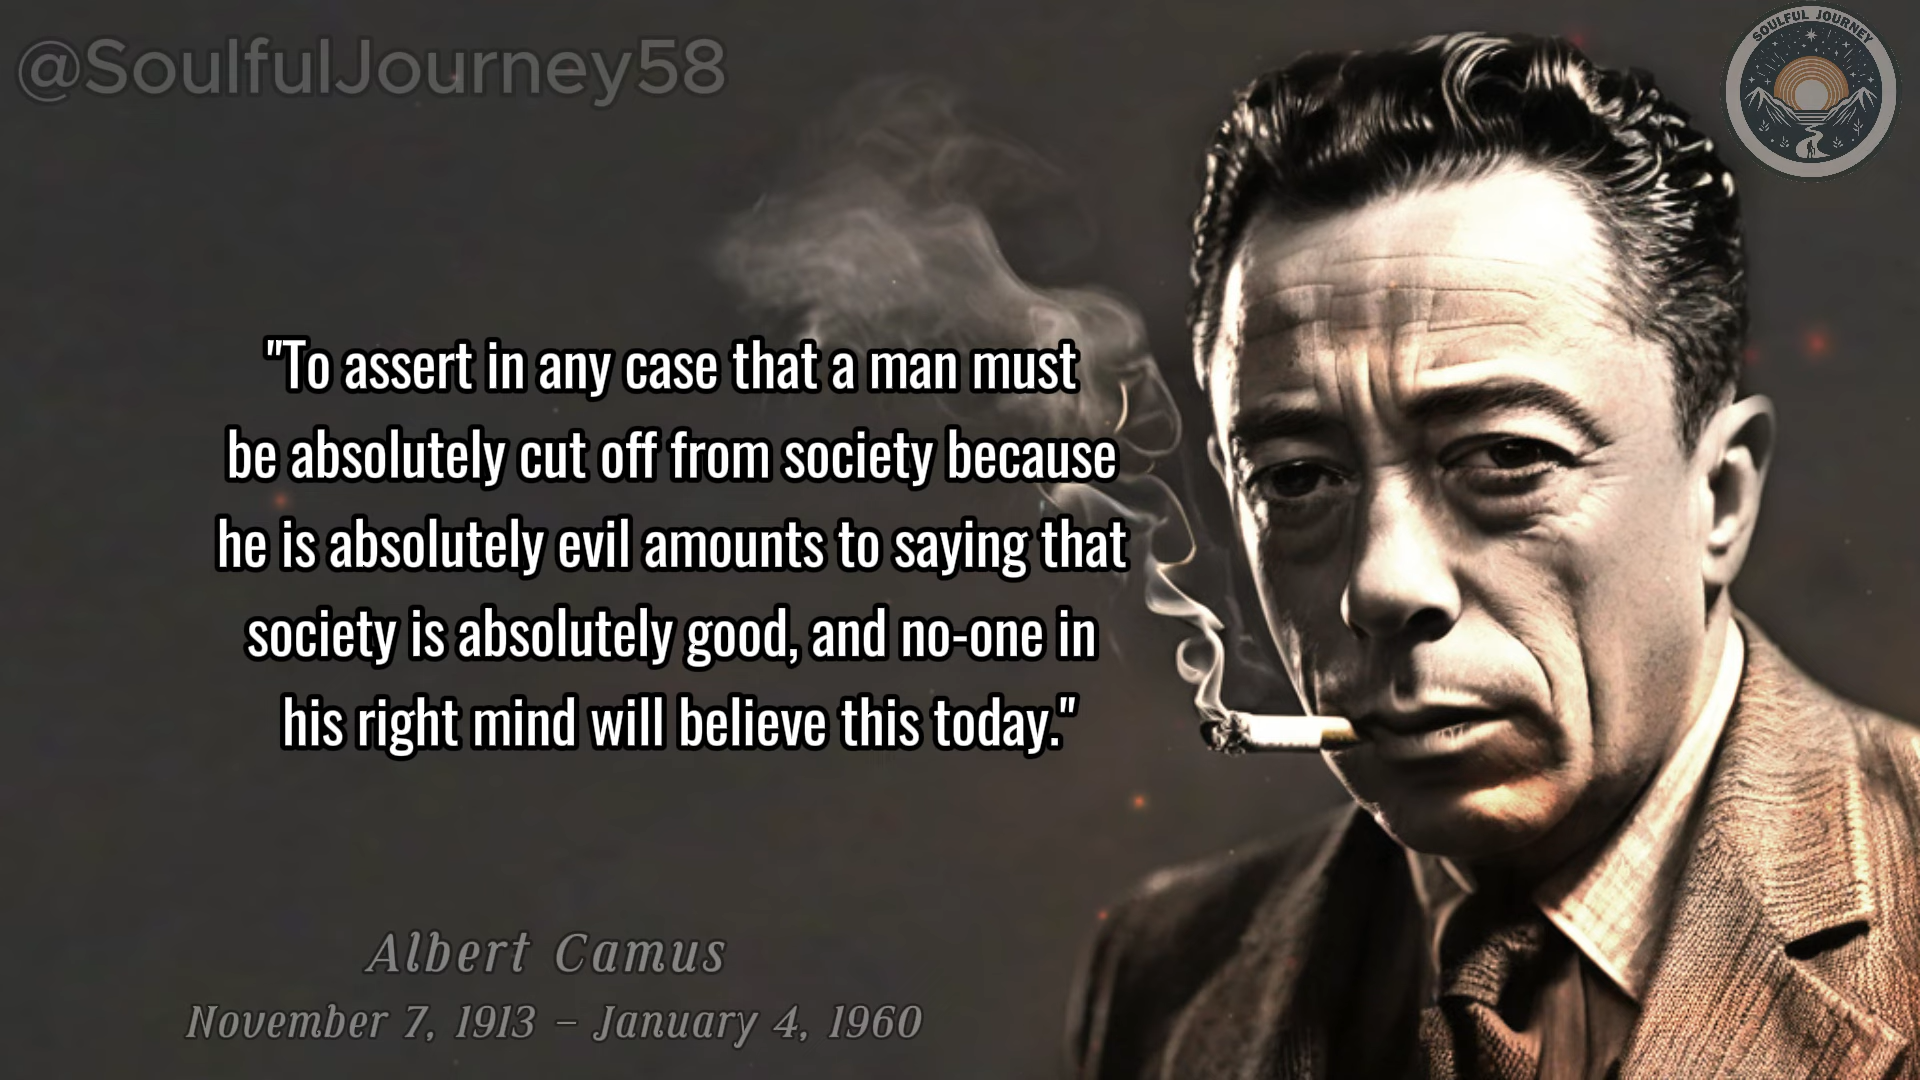 @SoulfulJourney58
SOULFUL JOURNEY
"To assert in any case that a man must
be absolutely cut off from society because
he is absolutely evil amounts to saying that
society is absolutely good, and no-one in
his right mind will believe this today."
Albert Camus
November 7, 1913 – January 4, 1960